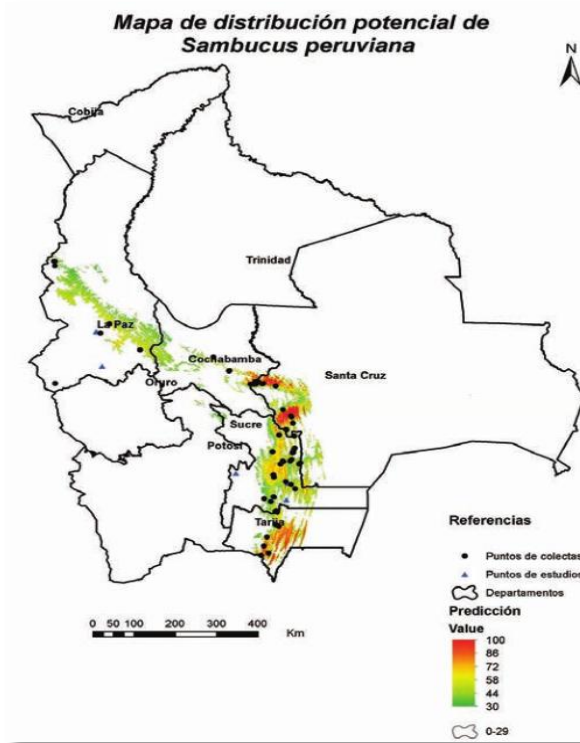 Mapa de distribución potencial de
Sambucus peruviana
N
Cobija
Trinidad
La Paz
Cochabamba
Oruro
Santa Cruz
Sucre
Potosí
Tarija
Referencias
Puntos de colectas
Puntos de estudios
Departamentos
Predicción
Value
100
86
72
58
44
30
0-29
0 50 100 200 300 400
Km